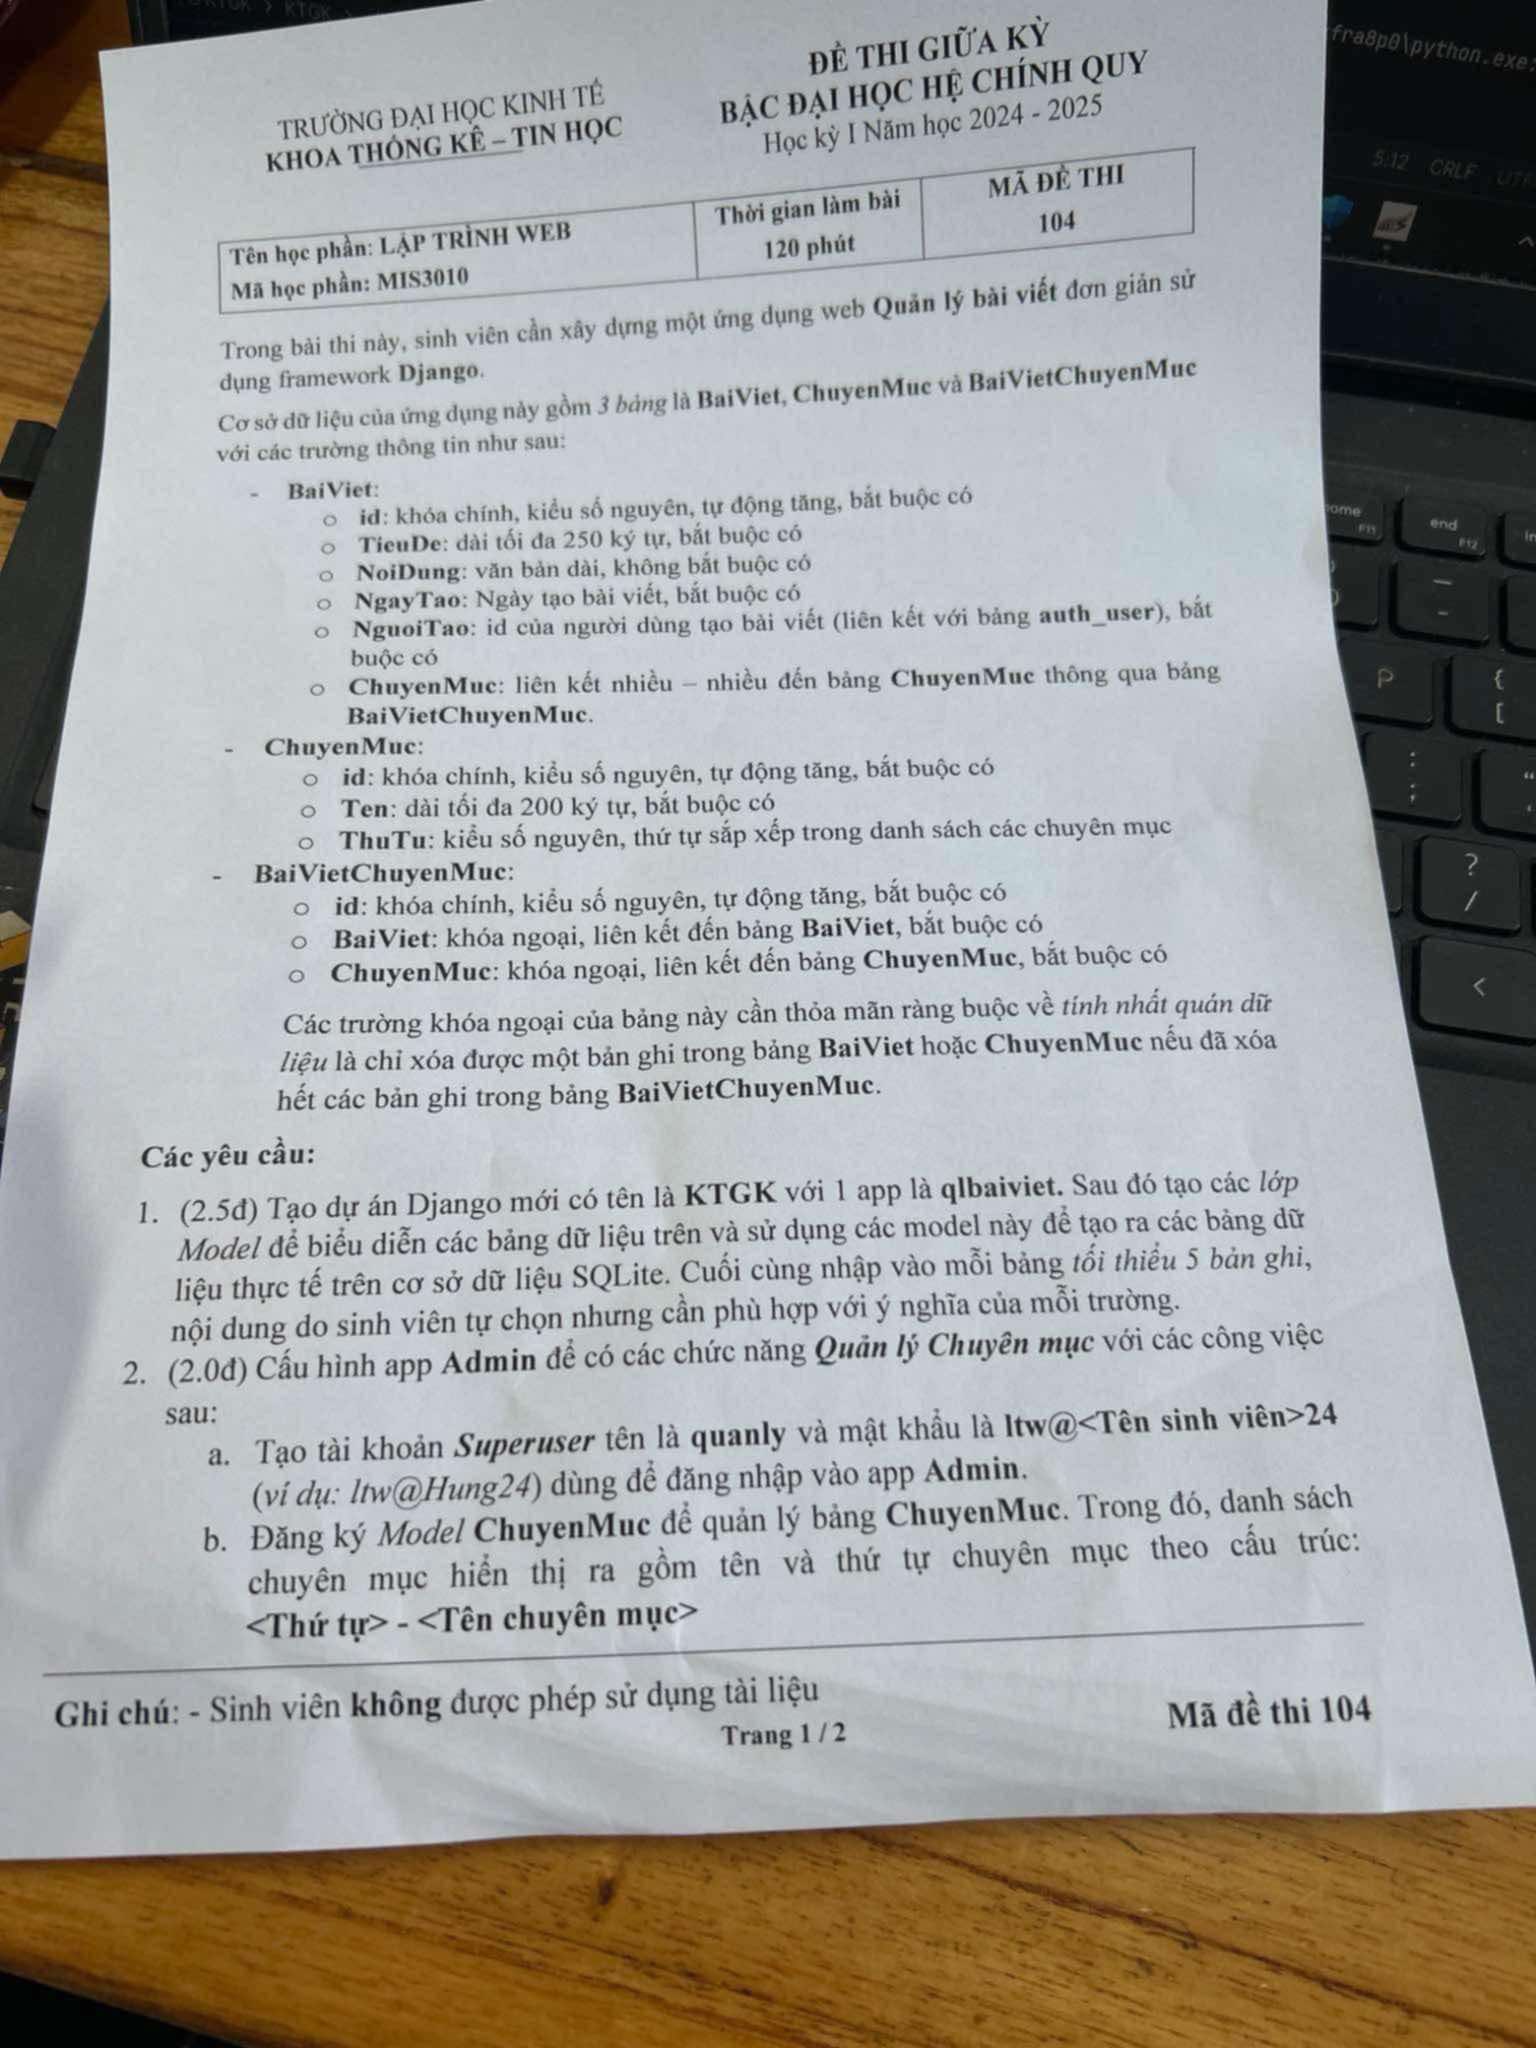 TRƯỜNG ĐẠI HỌC KINH TẾ
KHOA THỐNG KÊ – TIN HỌC
ĐỀ THI GIỮA KỲ
BẬC ĐẠI HỌC HỆ CHÍNH QUY
Học kỳ I Năm học 2024 - 2025
Tên học phần: LẬP TRÌNH WEB
Mã học phần: MIS3010
Thời gian làm bài
120 phút
MÃ ĐỀ THI
104
Trong bài thi này, sinh viên cần xây dựng một ứng dụng web Quản lý bài viết đơn giản sử
dụng framework Django.
Cơ sở dữ liệu của ứng dụng này gồm 3 bảng là BaiViet, ChuyenMuc và BaiVietChuyenMuc
với các trường thông tin như sau:
- BaiViet:
o id: khóa chính, kiểu số nguyên, tự động tăng, bắt buộc có
o TieuDe: dài tối đa 250 ký tự, bắt buộc có
o NoiDung: văn bản dài, không bắt buộc có
o NgayTao: Ngày tạo bài viết, bắt buộc có
o NguoiTao: id của người dùng tạo bài viết (liên kết với bảng auth_user), bắt
buộc có
o ChuyenMuc: liên kết nhiều – nhiều đến bảng ChuyenMuc thông qua bảng
BaiVietChuyenMuc.
- ChuyenMuc:
o id: khóa chính, kiểu số nguyên, tự động tăng, bắt buộc có
o Ten: dài tối đa 200 ký tự, bắt buộc có
o ThuTu: kiểu số nguyên, thứ tự sắp xếp trong danh sách các chuyên mục
- BaiVietChuyenMuc:
o id: khóa chính, kiểu số nguyên, tự động tăng, bắt buộc có
o BaiViet: khóa ngoại, liên kết đến bảng BaiViet, bắt buộc có
o ChuyenMuc: khóa ngoại, liên kết đến bảng ChuyenMuc, bắt buộc có
Các trường khóa ngoại của bảng này cần thỏa mãn ràng buộc về tính nhất quán dữ
liệu là chỉ xóa được một bản ghi trong bảng BaiViet hoặc ChuyenMuc nếu đã xóa
hết các bản ghi trong bảng BaiVietChuyenMuc.
Các yêu cầu:
1. (2.5đ) Tạo dự án Django mới có tên là KTGK với 1 app là qlbaiviet. Sau đó tạo các lớp
Model để biểu diễn các bảng dữ liệu trên và sử dụng các model này để tạo ra các bảng dữ
liệu thực tế trên cơ sở dữ liệu SQLite. Cuối cùng nhập vào mỗi bảng tối thiểu 5 bản ghi,
nội dung do sinh viên tự chọn nhưng cần phù hợp với ý nghĩa của mỗi trường.
2. (2.0đ) Cấu hình app Admin để có các chức năng Quản lý Chuyên mục với các công việc
sau:
a. Tạo tài khoản Superuser tên là quanly và mật khẩu là ltw@<Tên sinh viên>24
(ví dụ: ltw@Hung24) dùng để đăng nhập vào app Admin.
b. Đăng ký Model ChuyenMuc để quản lý bảng ChuyenMuc. Trong đó, danh sách
chuyên mục hiển thị ra gồm tên và thứ tự chuyên mục theo cấu trúc:
<Thứ tự> - <Tên chuyên mục>
Ghi chú: - Sinh viên không được phép sử dụng tài liệu
Trang 1 / 2
Mã đề thi 104
fra8p0\python.exe
5:12 CRLF UTF
KTGK
end
F11
F12
P
{
[
:
;
?
/
<